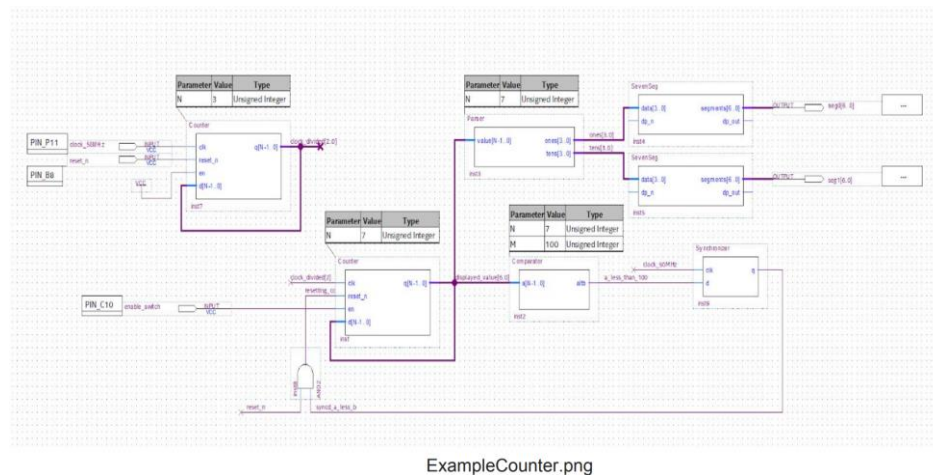 Parameter Value Type
N 3 Unsigned Integer
Counter
PIN_P11
clock_50MHz
INPUT
VCC
reset_n
INPUT
VCC
PIN_B8
VCC
clk
reset_n
en
d[N-1..0]
q[N-1..0]
clock_divided[2..0]
inst7
Parameter Value Type
N 7 Unsigned Integer
Parser
value[N-1..0]
ones[3..0]
tens[3..0]
inst3
ones[3..0]
tens[3..0]
SevenSeg
data[3..0]
dp_n
segments[6..0]
dp_out
inst4
OUTPUT
seg0[6..0]
SevenSeg
data[3..0]
dp_n
segments[6..0]
dp_out
inst5
OUTPUT
seg1[6..0]
Parameter Value Type
N 7 Unsigned Integer
Counter
clock_divided[2]
PIN_C10
enable_switch
INPUT
VCC
clk
reset_n
en
d[N-1..0]
q[N-1..0]
displayed_value[6..0]
Parameter Value Type
N 7 Unsigned Integer
M 100 Unsigned Integer
Comparator
a[N-1..0]
altb
inst2
a_less_than_100
Synchronizer
clock_50MHz
clk
d
q
AND2
reset_n
ExampleCounter.png